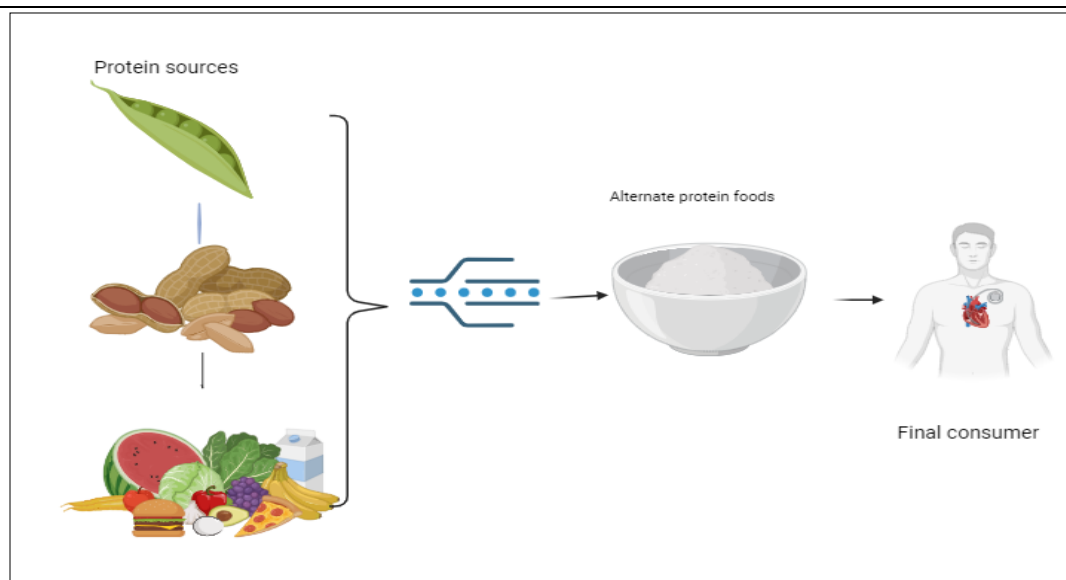 Protein sources
Alternate protein foods
Final consumer